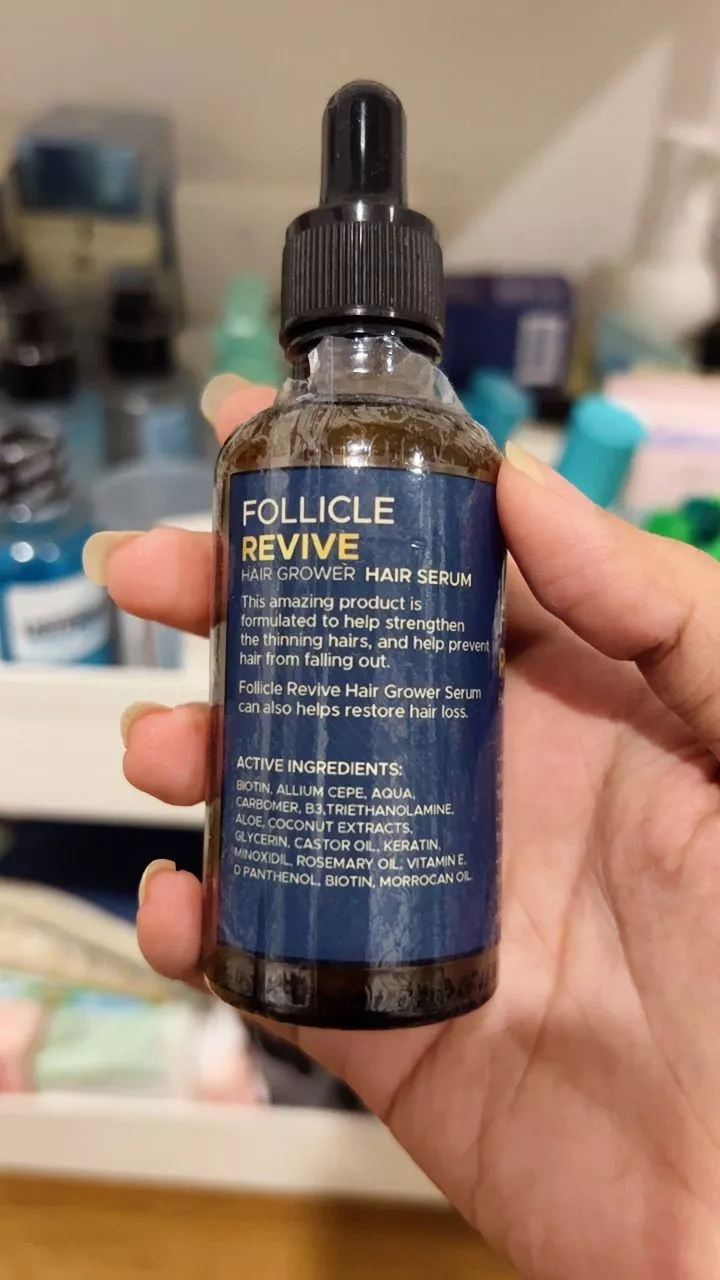 FOLLICLE
REVIVE
HAIR GROWER HAIR SERUM
This amazing product is
formulated to help strengthen
the thinning hairs, and help prevent
hair from falling out.
Follicle Revive Hair Grower Serum
can also helps restore hair loss.
ACTIVE INGREDIENTS:
BIOTIN, ALLIUM CEPE, AQUA,
CARBOMER, B3,TRIETHANOLAMINE,
ALOE, COCONUT EXTRACTS,
GLYCERIN, CASTOR OIL, KERATIN,
MINOXIDIL, ROSEMARY OIL, VITAMIN E,
D PANTHENOL, BIOTIN, MORROCAN OIL